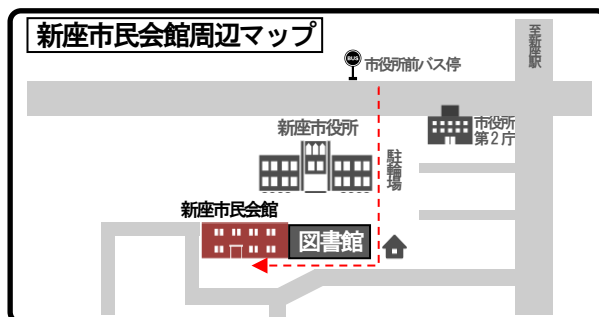 新座市民会館周辺マップ
至新座駅
BUS
市役所前バス停
新座市役所
市役所
第2庁
駐輪場
新座市民会館
図書館